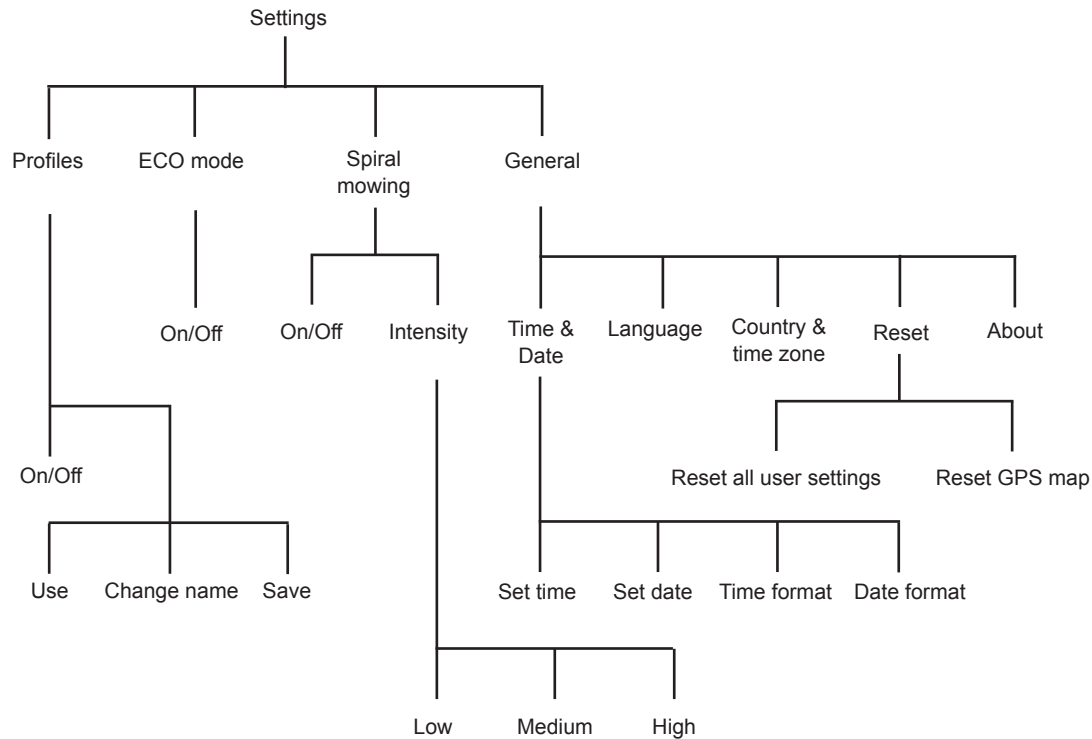 Settings
Profiles
ECO mode
Spiral
mowing
General
On/Off
On/Off
Intensity
Time &
Date
Language
Country &
time zone
Reset
About
On/Off
Reset all user settings
Reset GPS map
Use
Change name
Save
Set time
Set date
Time format
Date format
Low
Medium
High